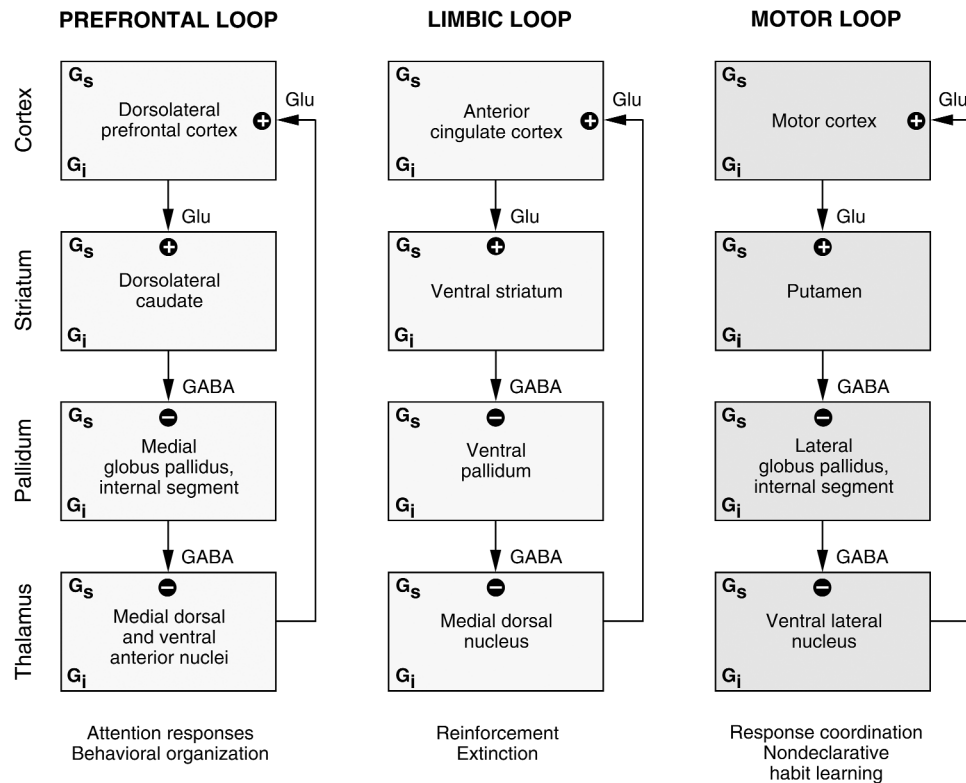 PREFRONTAL LOOP
LIMBIC LOOP
MOTOR LOOP
Cortex
Striatum
Pallidum
Thalamus
Gs
Dorsolateral
prefrontal cortex
Gi
Glu
Glu
Gs
Dorsolateral
caudate
Gi
GABA
Gs
Medial
globus pallidus,
internal segment
Gi
GABA
Gs
Medial dorsal
and ventral
anterior nuclei
Gi
Attention responses
Behavioral organization
Gs
Anterior
cingulate cortex
Gi
Glu
Glu
Gs
Ventral striatum
Gi
GABA
Gs
Ventral
pallidum
Gi
GABA
Gs
Medial dorsal
nucleus
Gi
Reinforcement
Extinction
Gs
Motor cortex
Gi
Glu
Glu
Gs
Putamen
Gi
GABA
Gs
Lateral
globus pallidus,
internal segment
Gi
GABA
Gs
Ventral lateral
nucleus
Gi
Response coordination
Nondeclarative
habit learning